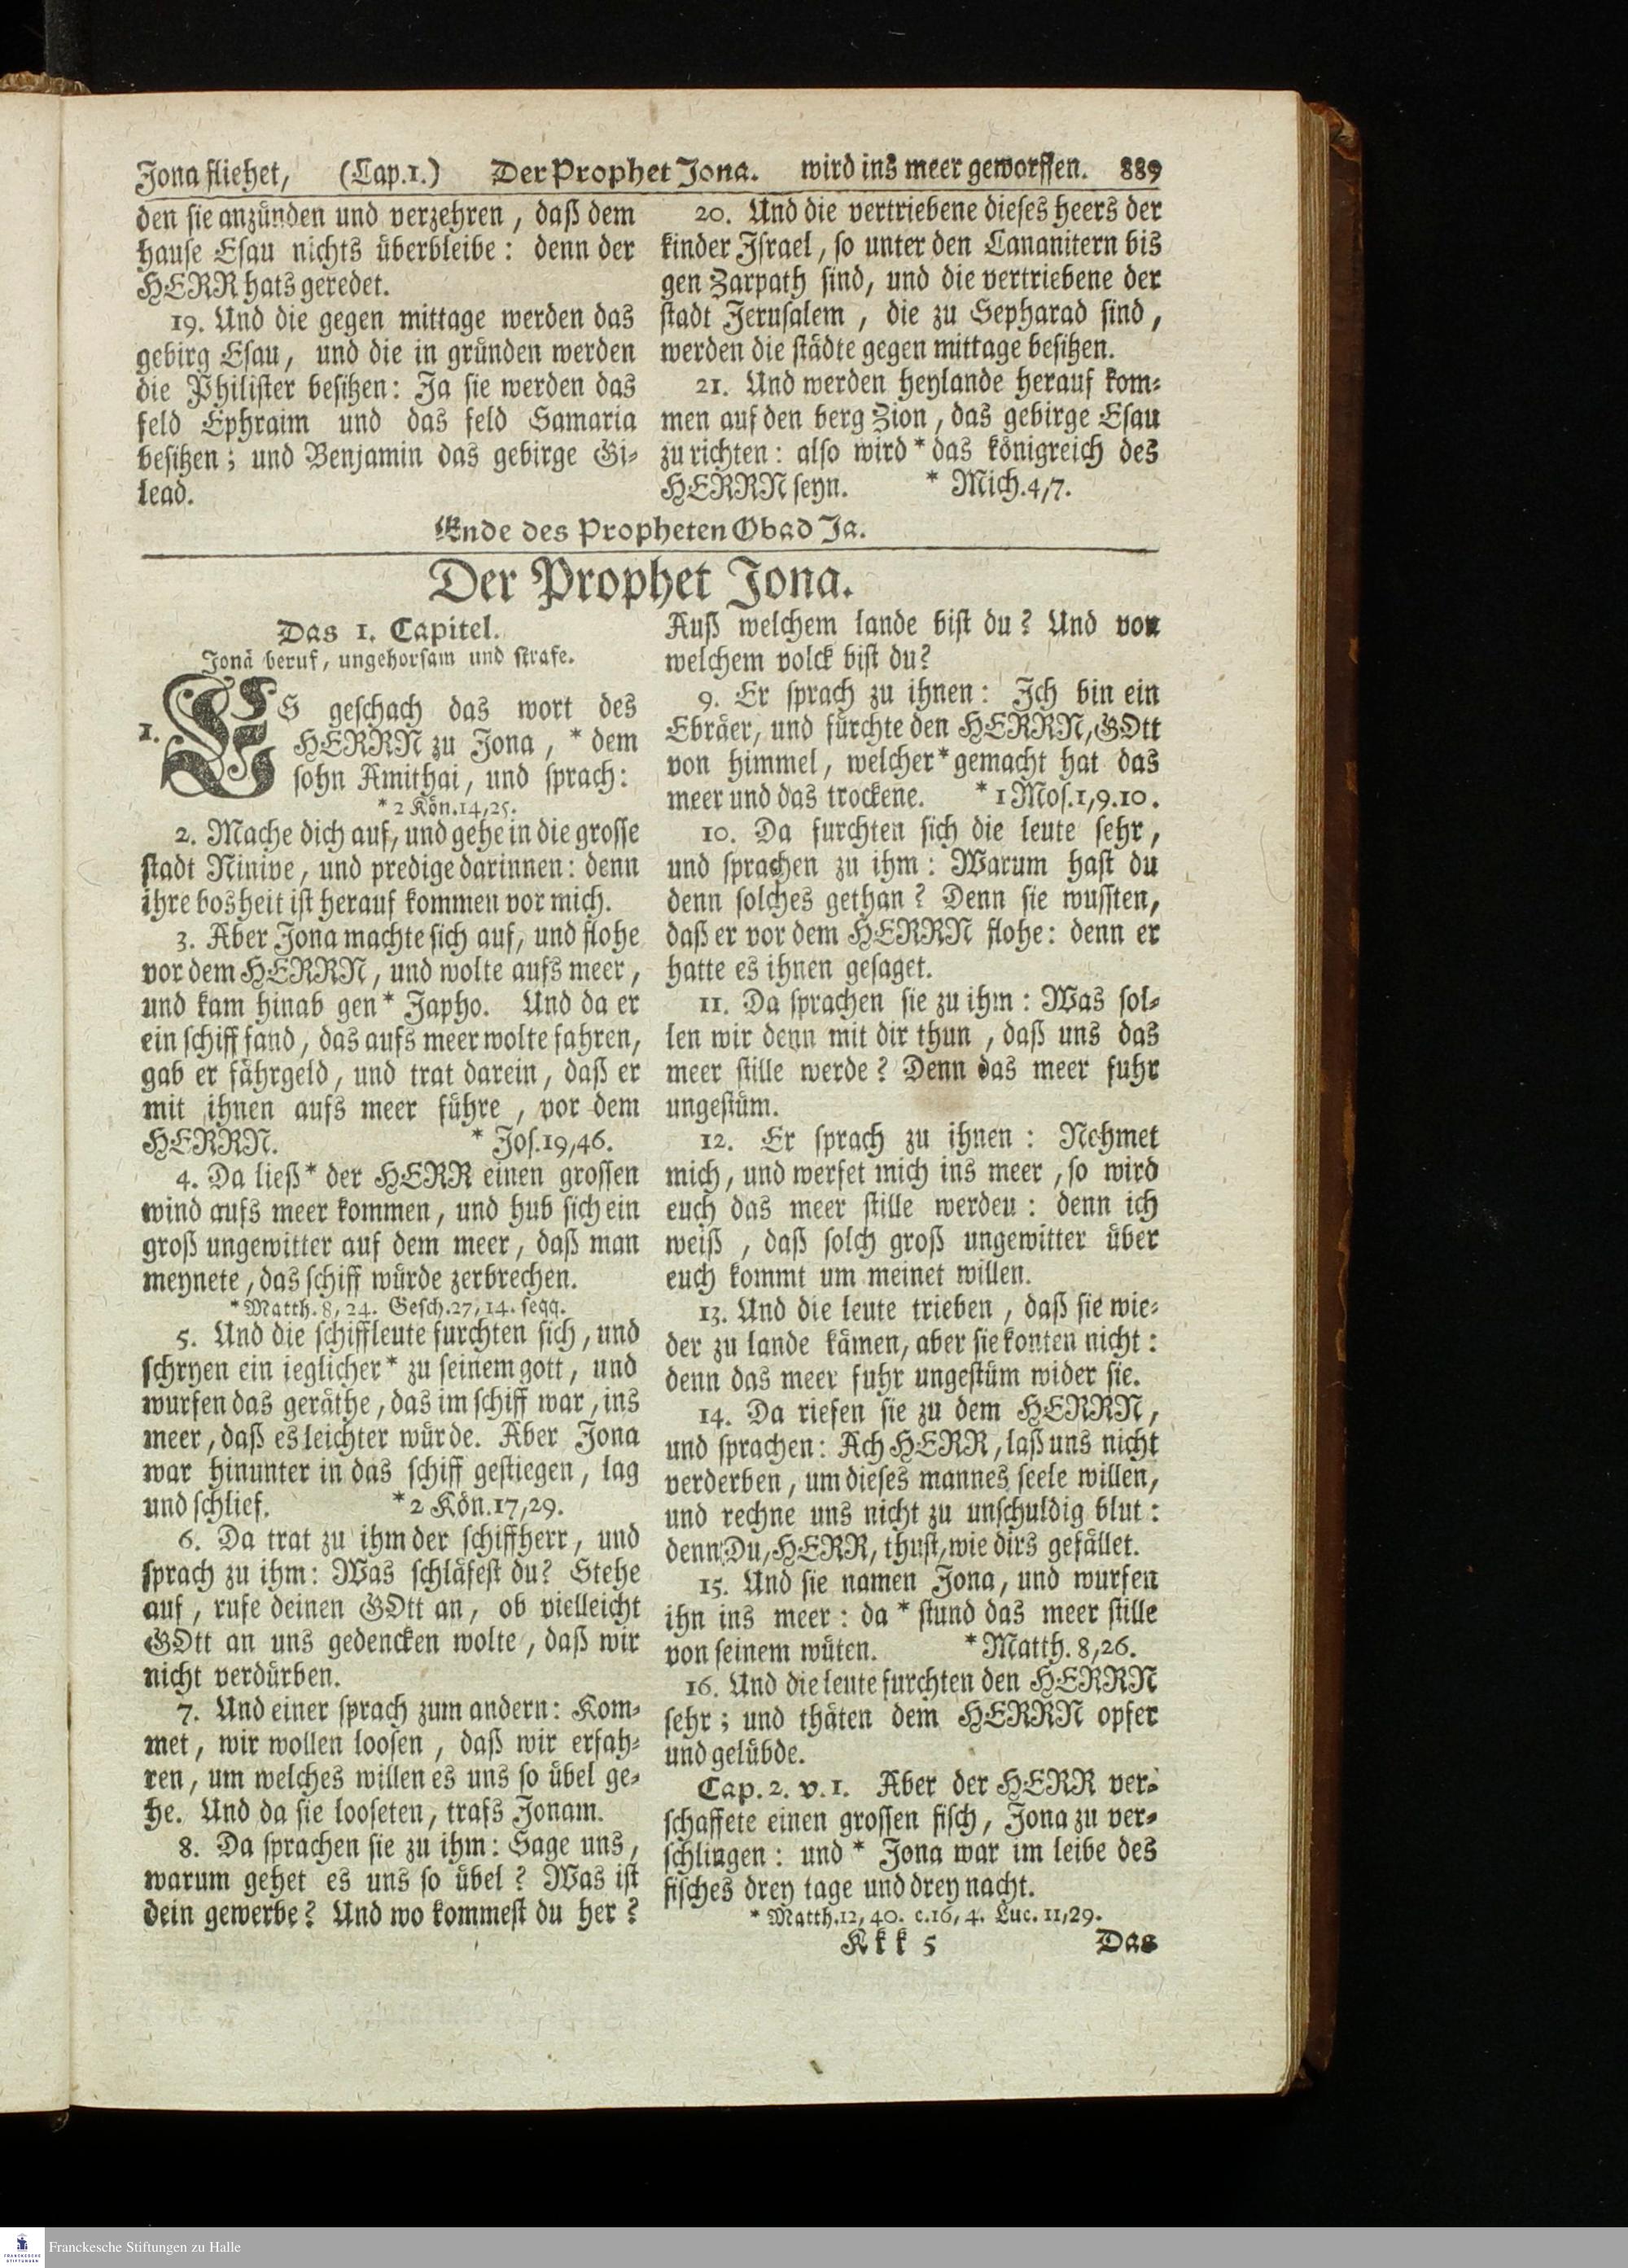 Jona fliehet, (Cap.1.) Der Prophet Jona. wird ins meer geworffen. 889
den sie anzünden und verzehren, daß dem
hause Esau nichts überbleibe: denn der
HERR hats geredet.
19. Und die gegen mittage werden das
gebirg Esau, und die in gründen werden
die Philister besitzen: Ja sie werden das
feld Ephraim und das feld Samaria
besitzen; und Benjamin das gebirge Gi-
lead.
20. Und die vertriebene dieses heers der
kinder Israel, so unter den Cananitern bis
gen Zarpath sind, und die vertriebene der
stadt Jerusalem, die zu Sepharad sind,
werden die städte gegen mittage besitzen.
21. Und werden heylande herauf kom-
men auf den berg Zion, das gebirge Esau
zu richten: also wird * das königreich des
HERRN seyn. * Mich.4/7.
Ende des Propheten Obad Ja.
Der Prophet Jona.
Das 1. Capitel.
Jonä beruf, ungehorsam und strafe.
1. ES geschach das wort des
HERRN zu Jona, * dem
sohn Amithai, und sprach:
* 2 Kön.14,25.
2. Mache dich auf, und gehe in die grosse
stadt Ninive, und predige darinnen: denn
ihre bosheit ist herauf kommen vor mich.
3. Aber Jona machte sich auf, und flohe
vor dem HERRN, und wolte aufs meer,
und kam hinab gen * Japho. Und da er
ein schiff fand, das aufs meer wolte fahren,
gab er fährgeld, und trat darein, daß er
mit ihnen aufs meer führe, vor dem
HERRN. * Jos.19/46.
4. Da ließ * der HERR einen grossen
wind aufs meer kommen, und hub sich ein
groß ungewitter auf dem meer, daß man
meynete, das schiff würde zerbrechen.
* Matth. 8, 24. Gesch.27, 14. seqq.
5. Und die schiffleute furchten sich, und
schryen ein ieglicher * zu seinem gott, und
wurfen das geräthe, das im schiff war, ins
meer, daß es leichter würde. Aber Jona
war hinunter in das schiff gestiegen, lag
und schlief. * 2 Kön.17,29.
6. Da trat zu ihm der schiffherr, und
sprach zu ihm: Was schläfest du? Stehe
auf, rufe deinen GOtt an, ob vielleicht
GOtt an uns gedencken wolte, daß wir
nicht verdürben.
7. Und einer sprach zum andern: Kom-
met, wir wollen loosen, daß wir erfah-
ren, um welches willen es uns so übel ge-
he. Und da sie looseten, trafs Jonam.
8. Da sprachen sie zu ihm: Sage uns,
warum gehet es uns so übel? Was ist
dein gewerbe? Und wo kommest du her?
Auß welchem lande bist du? Und von
welchem volck bist du?
9. Er sprach zu ihnen: Ich bin ein
Ebräer, und fürchte den HERRN, GOtt
von himmel, welcher * gemacht hat das
meer und das trockene. * 1 Mos.1/9.10.
10. Da furchten sich die leute sehr,
und sprachen zu ihm: Warum hast du
denn solches gethan? Denn sie wussten,
daß er vor dem HERRN flohe: denn er
hatte es ihnen gesaget.
11. Da sprachen sie zu ihm: Was sol-
len wir denn mit dir thun, daß uns das
meer stille werde? Denn das meer fuhr
ungestüm.
12. Er sprach zu ihnen: Nehmet
mich, und werfet mich ins meer, so wird
euch das meer stille werdeu: denn ich
weiß, daß solch groß ungewitter über
euch kommt um meinet willen.
13. Und die leute trieben, daß sie wie-
der zu lande kämen, aber sie konten nicht:
denn das meer fuhr ungestüm wider sie.
14. Da riefen sie zu dem HERRN,
und sprachen: Ach HERR, laß uns nicht
verderben, um dieses mannes seele willen,
und rechne uns nicht zu unschuldig blut:
denn Du, HERR, thust, wie dirs gefället.
15. Und sie namen Jona, und wurfen
ihn ins meer: da * stund das meer stille
von seinem wüten. * Matth. 8,26.
16. Und die leute furchten den HERRN
sehr; und thäten dem HERRN opfer
und gelübde.
Cap. 2. v. 1. Aber der HERR ver-
schaffete einen grossen fisch, Jona zu ver-
schlingen: und * Jona war im leibe des
fisches drey tage und drey nacht.
* Matth.12, 40. c.16, 4. Luc. 11,29.
Kkk 5 Das
FRANCKESCHE STIFTUNGEN
Franckesche Stiftungen zu Halle